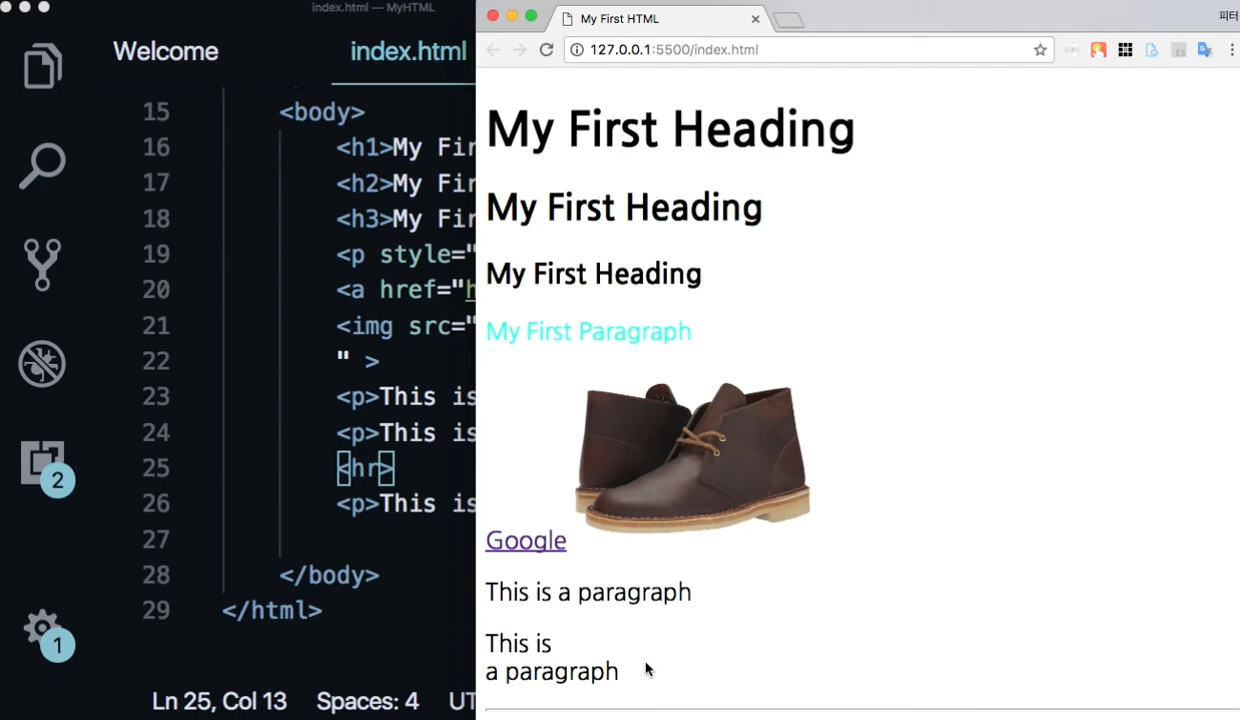 index.html — MyHTML
Welcome
index.html
15 <body>
16 <h1>My Fir
17 <h2>My Fir
18 <h3>My Fir
19 <p style="
20 <a href="h
21 <img src="
22 " >
23 <p>This is
24 <p>This is
25 <hr>
26 <p>This is
27
28 </body>
29 </html>
2
1
Ln 25, Col 13
Spaces: 4
UT
My First HTML
피터
127.0.0.1:5500/index.html
My First Heading
My First Heading
My First Heading
My First Paragraph
Google
This is a paragraph
This is
a paragraph